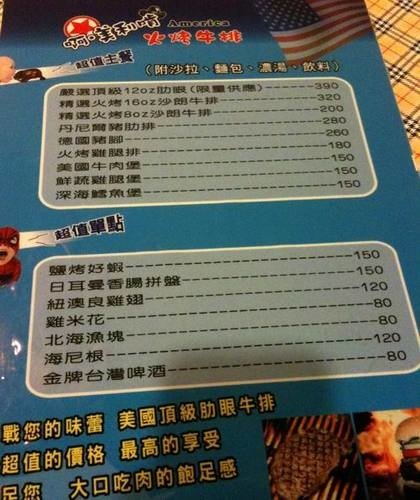 啊美利噴 America
火烤牛排
超值主餐
(附沙拉、麵包、濃湯、飲料)
嚴選頂級12oz肋眼(限量供應)----------390
精選火烤16oz沙朗牛排----------320
精選火烤8oz沙朗牛排----------200
丹尼爾豬肋排----------280
德國豬腳----------260
火烤雞腿排----------180
美國牛肉堡----------150
鮮蔬雞腿堡----------150
深海鱈魚堡----------150
超值單點
鹽烤好蝦----------150
日耳曼香腸拼盤----------150
紐澳良雞翅----------120
雞米花----------80
北海漁塊----------80
海尼根----------120
金牌台灣啤酒----------80
戰您的味蕾 美國頂級肋眼牛排
超值的價格 最高的享受
足您 大口吃肉的飽足感